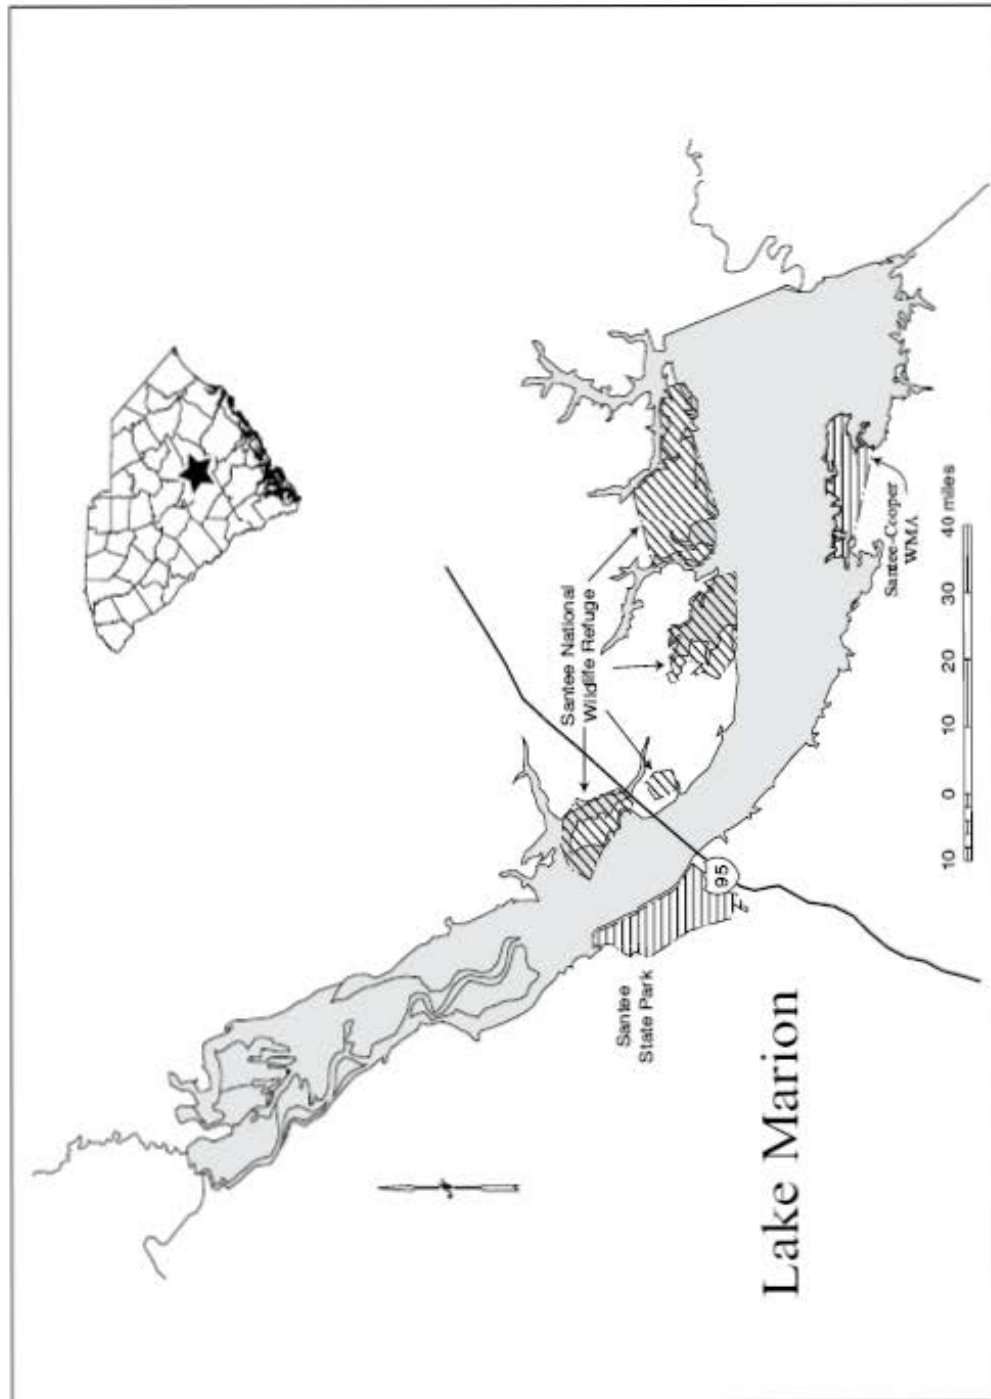 Santee National
Wildlife Refuge
95
Santee
State Park
Santee-Cooper
WMA
10 0 10 20 30 40 miles
Lake Marion